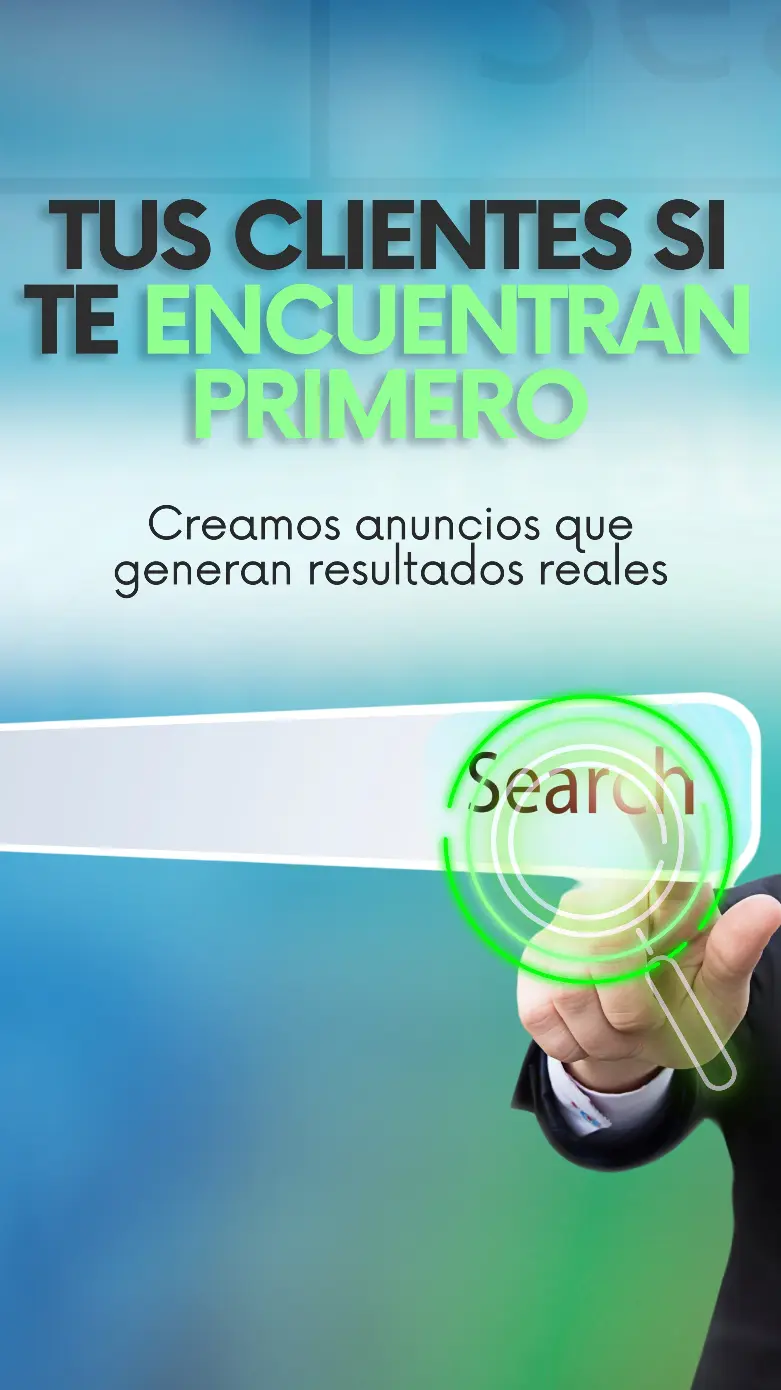 TUS CLIENTES SI
TE ENCUENTRAN
PRIMERO
Creamos anuncios que
generan resultados reales
Search